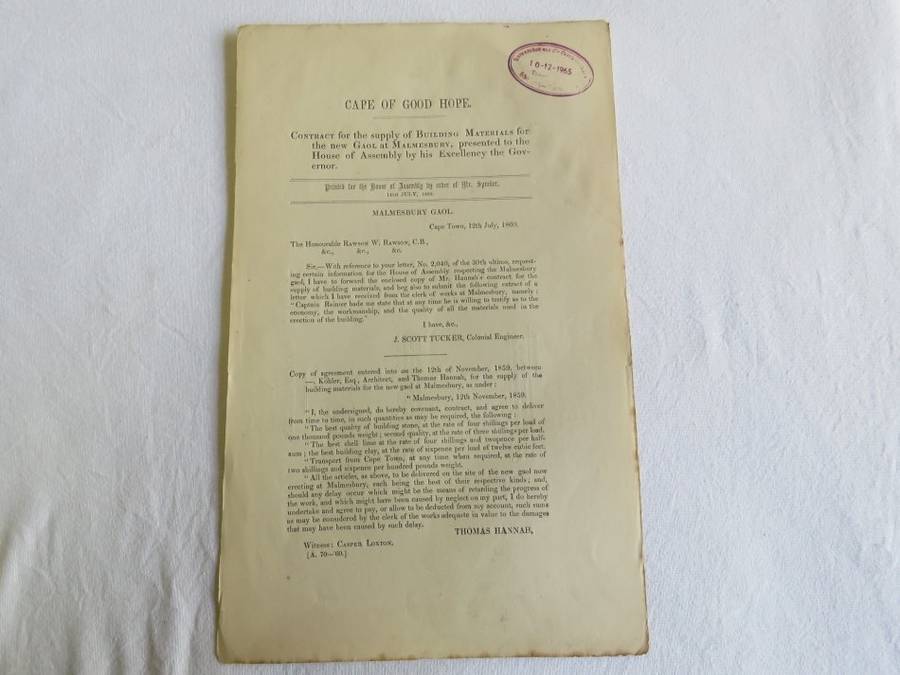 10-12-1965
CAPE OF GOOD HOPE.
CONTRACT for the supply of BUILDING MATERIALS for
the new GAOL at MALMESBURY, presented to the
House of Assembly by his Excellency the Gov-
ernor.
Printed for the House of Assembly by order of Mr. Speaker.
JULY, 1860.
MALMESBURY GAOL.
Cape Town, 12th July, 1860.
The Honourable RAWSON W. RAWSON, C.B.,
&c., &c., &c.
Sir,—With reference to your letter, No. 2,040, of the 30th ultimo, request-
ing certain information for the House of Assembly respecting the Malmesbury
gaol, I have to forward the enclosed copy of Mr. Hannah's contract for the
supply of building materials, and beg also to submit the following extract of a
letter which I have received from the clerk of works at Malmesbury, namely:
"Captain Rainier bade me state that at any time he is willing to testify as to the
economy, the workmanship, and the quality of all the materials used in the
erection of the building."
I have, &c.,
J. SCOTT TUCKER, Colonial Engineer.
Copy of agreement entered into on the 12th of November, 1859, between
—. Kohler, Esq., Architect, and Thomas Hannah, for the supply of the
building materials for the new gaol at Malmesbury, as under:
"Malmesbury, 12th November, 1859.
"I, the undersigned, do hereby covenant, contract, and agree to deliver
from time to time, in such quantities as may be required, the following:
"The best quality of building stone, at the rate of four shillings per load of
one thousand pounds weight; second quality, at the rate of three shillings per load.
"The best shell lime at the rate of four shillings and twopence per half-
aum; the best building clay, at the rate of sixpence per load of twelve cubic feet.
"Transport from Cape Town, at any time when required, at the rate of
two shillings and sixpence per hundred pounds weight.
"All the articles, as above, to be delivered on the site of the new gaol now
erecting at Malmesbury, each being the best of their respective kinds; and,
should any delay occur which might be the means of retarding the progress of
the work, and which might have been caused by neglect on my part, I do hereby
undertake and agree to pay, or allow to be deducted from my account, such sums
as may be considered by the clerk of the works adequate in value to the damages
that may have been caused by such delay.
THOMAS HANNAH,
Witness: CASPER LOXTON.
[A. 70—'60.]